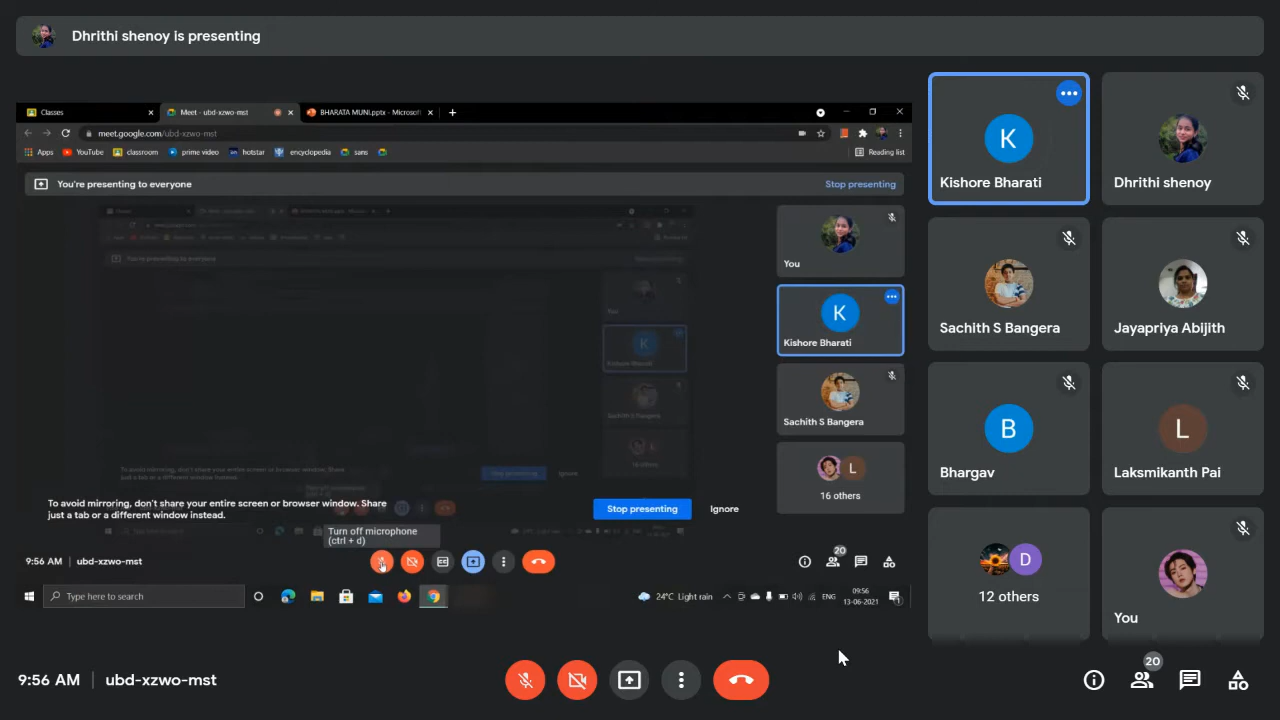 Dhrithi shenoy is presenting
Classes
Meet - ubd-xzwo-mst
BHARATA MUNI.pptx - Microsof
meet.google.com/ubd-xzwo-mst
Apps
YouTube
classroom
prime video
hotstar
encyclopedia
sans
Reading list
You're presenting to everyone
Stop presenting
You
Kishore Bharati
Sachith S Bangera
L
16 others
To avoid mirroring, don't share your entire screen or browser window. Share
just a tab or a different window instead.
Stop presenting
Ignore
Turn off microphone
(ctrl + d)
9:56 AM
ubd-xzwo-mst
20
Type here to search
24°C Light rain
ENG
09:56
13-06-2021
K
Kishore Bharati
Dhrithi shenoy
Sachith S Bangera
Jayapriya Abijith
B
Bhargav
L
Laksmikanth Pai
D
12 others
You
9:56 AM
ubd-xzwo-mst
20